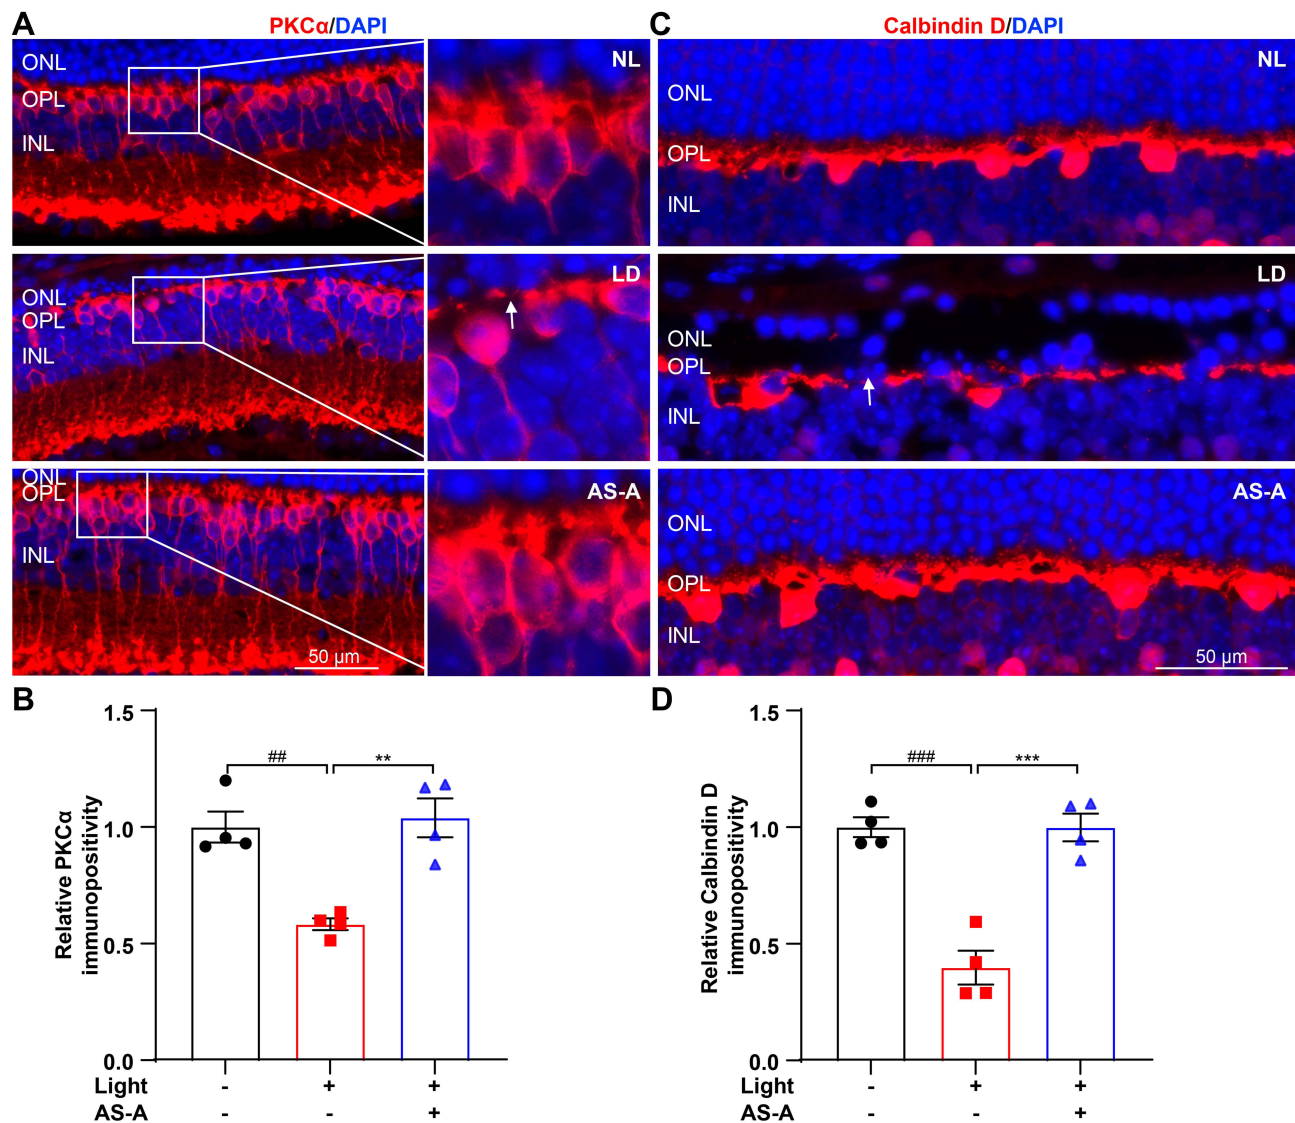 A
PKCα/DAPI
ONL
OPL
INL
NL
ONL
OPL
INL
LD
ONL
OPL
INL
50 µm
AS-A
C
Calbindin D/DAPI
NL
ONL
OPL
INL
LD
ONL
OPL
INL
AS-A
ONL
OPL
INL
50 µm
B
Relative PKCα
immunopositivity
1.5
1.0
0.5
0.0
## **
Light - + +
AS-A - - +
D
Relative Calbindin D
immunopositivity
1.5
1.0
0.5
0.0
### ***
Light - + +
AS-A - - +